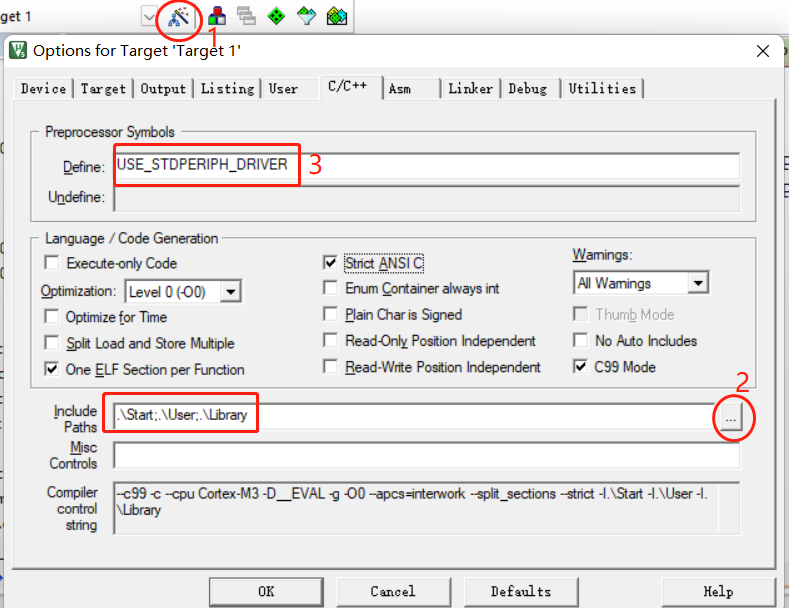 get 1
1
Options for Target 'Target 1'
Device Target Output Listing User C/C++ Asm Linker Debug Utilities
Preprocessor Symbols
Define: USE_STDPERIPH_DRIVER 3
Undefine:
Language / Code Generation
Execute-only Code
Strict ANSI C
Warnings:
Optimization: Level 0 (-O0)
Enum Container always int
All Warnings
Optimize for Time
Plain Char is Signed
Thumb Mode
Split Load and Store Multiple
Read-Only Position Independent
No Auto Includes
One ELF Section per Function
Read-Write Position Independent
C99 Mode
2
Include Paths
.\Start;.\User;.\Library
...
Misc Controls
Compiler control string
--c99 -c --cpu Cortex-M3 -D__EVAL -g -O0 --apcs=interwork --split_sections --strict -I.\Start -I.\User -I.
\Library
OK Cancel Defaults Help